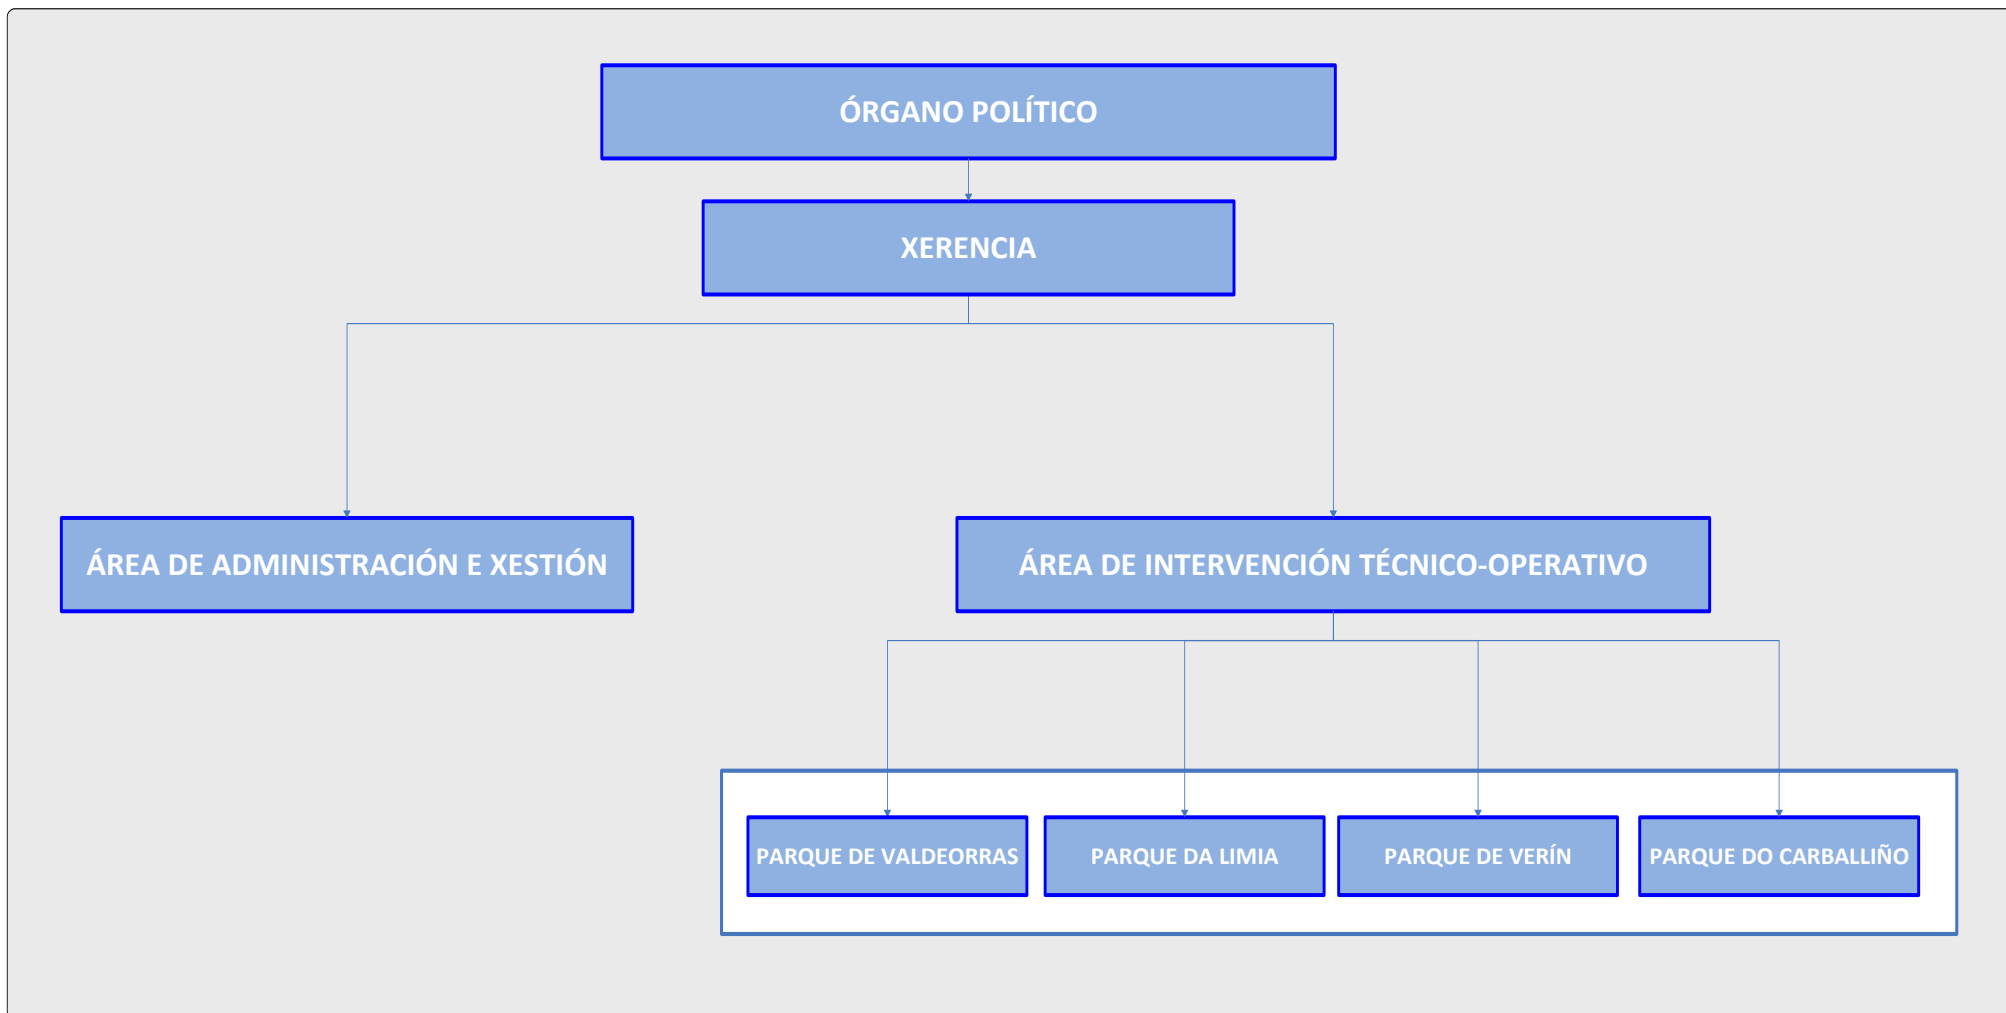 ÓRGANO POLÍTICO
XERENCIA
ÁREA DE ADMINISTRACIÓN E XESTIÓN
ÁREA DE INTERVENCIÓN TÉCNICO-OPERATIVO
PARQUE DE VALDEORRAS
PARQUE DA LIMIA
PARQUE DE VERÍN
PARQUE DO CARBALLIÑO